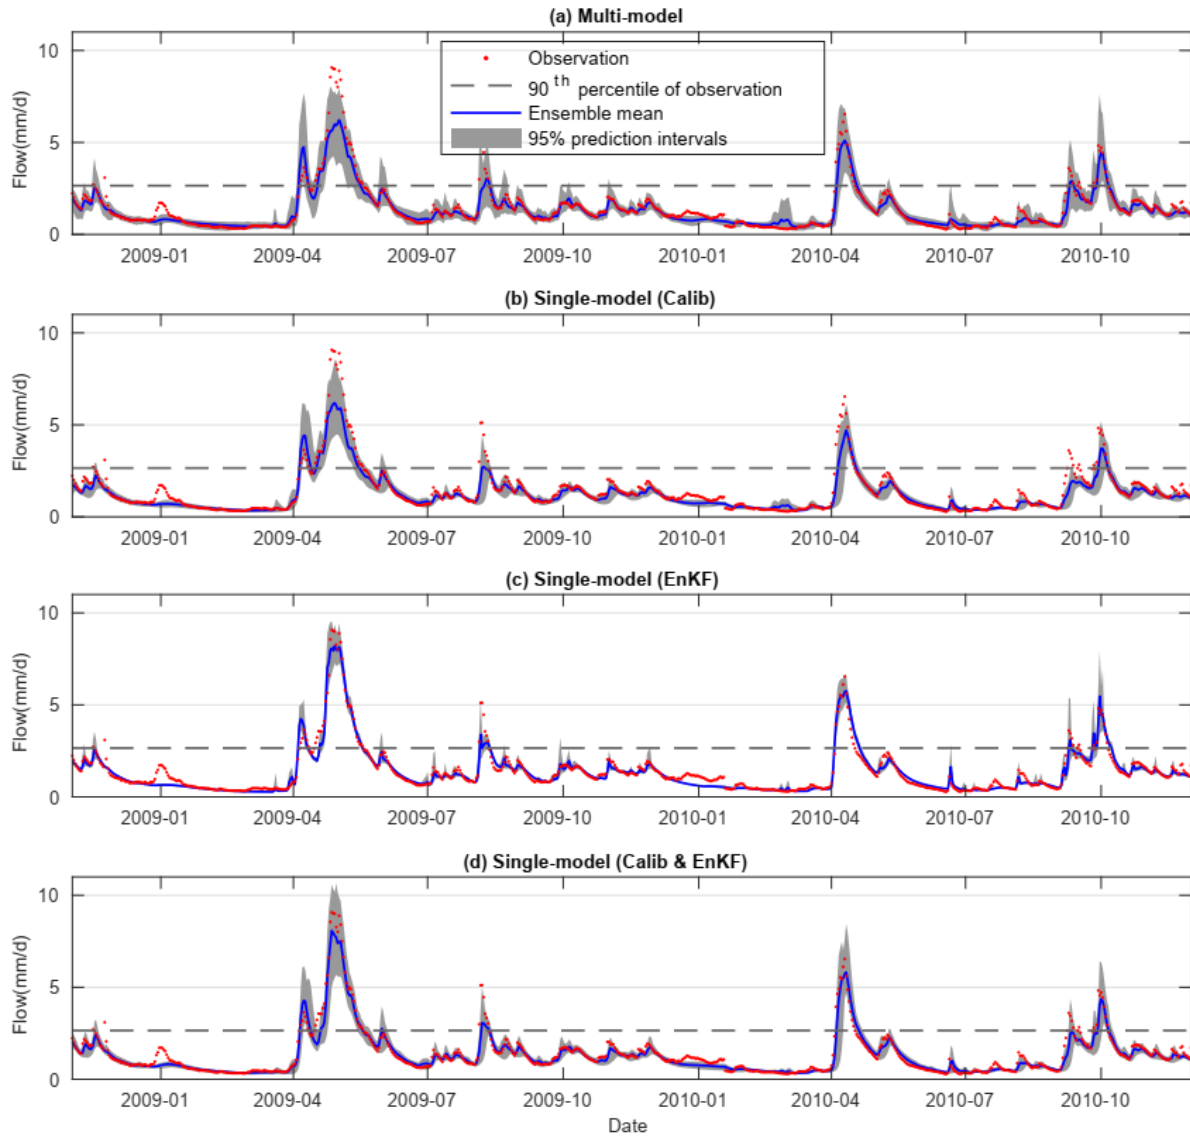 (a) Multi-model
Flow(mm/d)
10
5
0
Observation
90th percentile of observation
Ensemble mean
95% prediction intervals
2009-01 2009-04 2009-07 2009-10 2010-01 2010-04 2010-07 2010-10
(b) Single-model (Calib)
Flow(mm/d)
10
5
0
2009-01 2009-04 2009-07 2009-10 2010-01 2010-04 2010-07 2010-10
(c) Single-model (EnKF)
Flow(mm/d)
10
5
0
2009-01 2009-04 2009-07 2009-10 2010-01 2010-04 2010-07 2010-10
(d) Single-model (Calib & EnKF)
Flow(mm/d)
10
5
0
2009-01 2009-04 2009-07 2009-10 2010-01 2010-04 2010-07 2010-10
Date